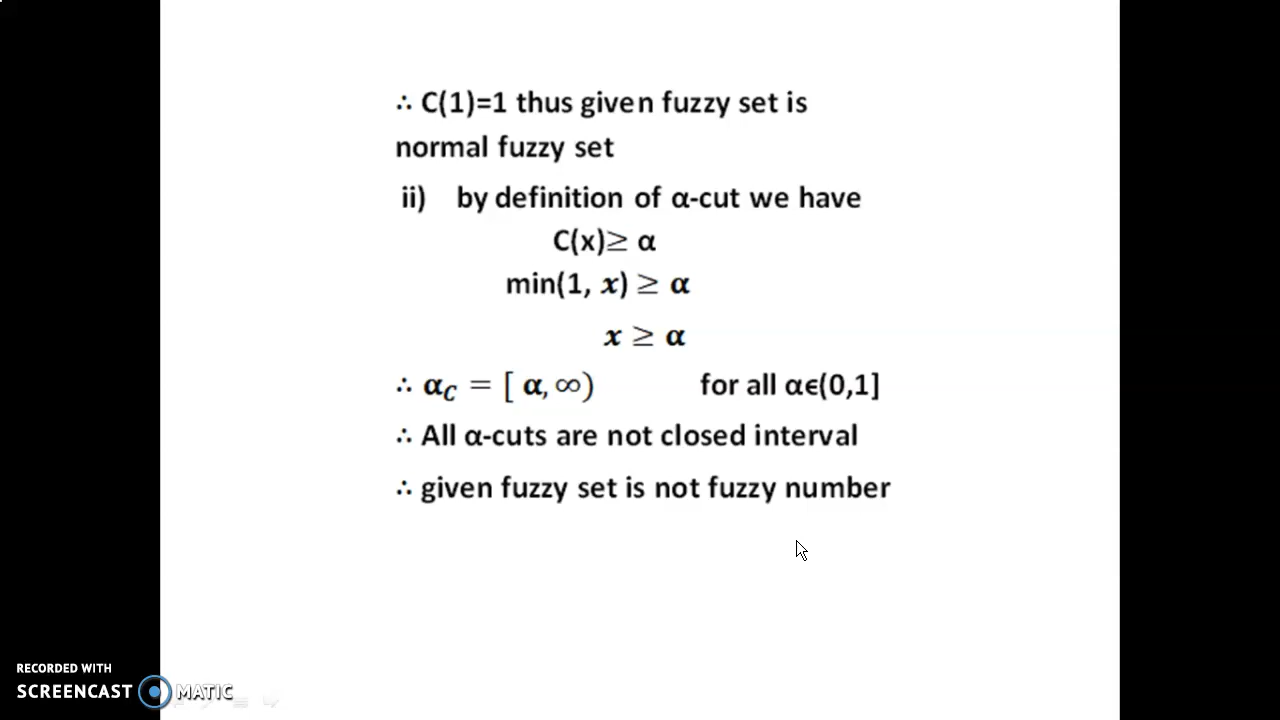 ∴ C(1)=1 thus given fuzzy set is
normal fuzzy set
ii) by definition of α-cut we have
C(x)≥ α
min(1, x) ≥ α
x ≥ α
∴ α_C = [ α, ∞) for all αϵ(0,1]
∴ All α-cuts are not closed interval
∴ given fuzzy set is not fuzzy number
RECORDED WITH
SCREENCAST MATIC